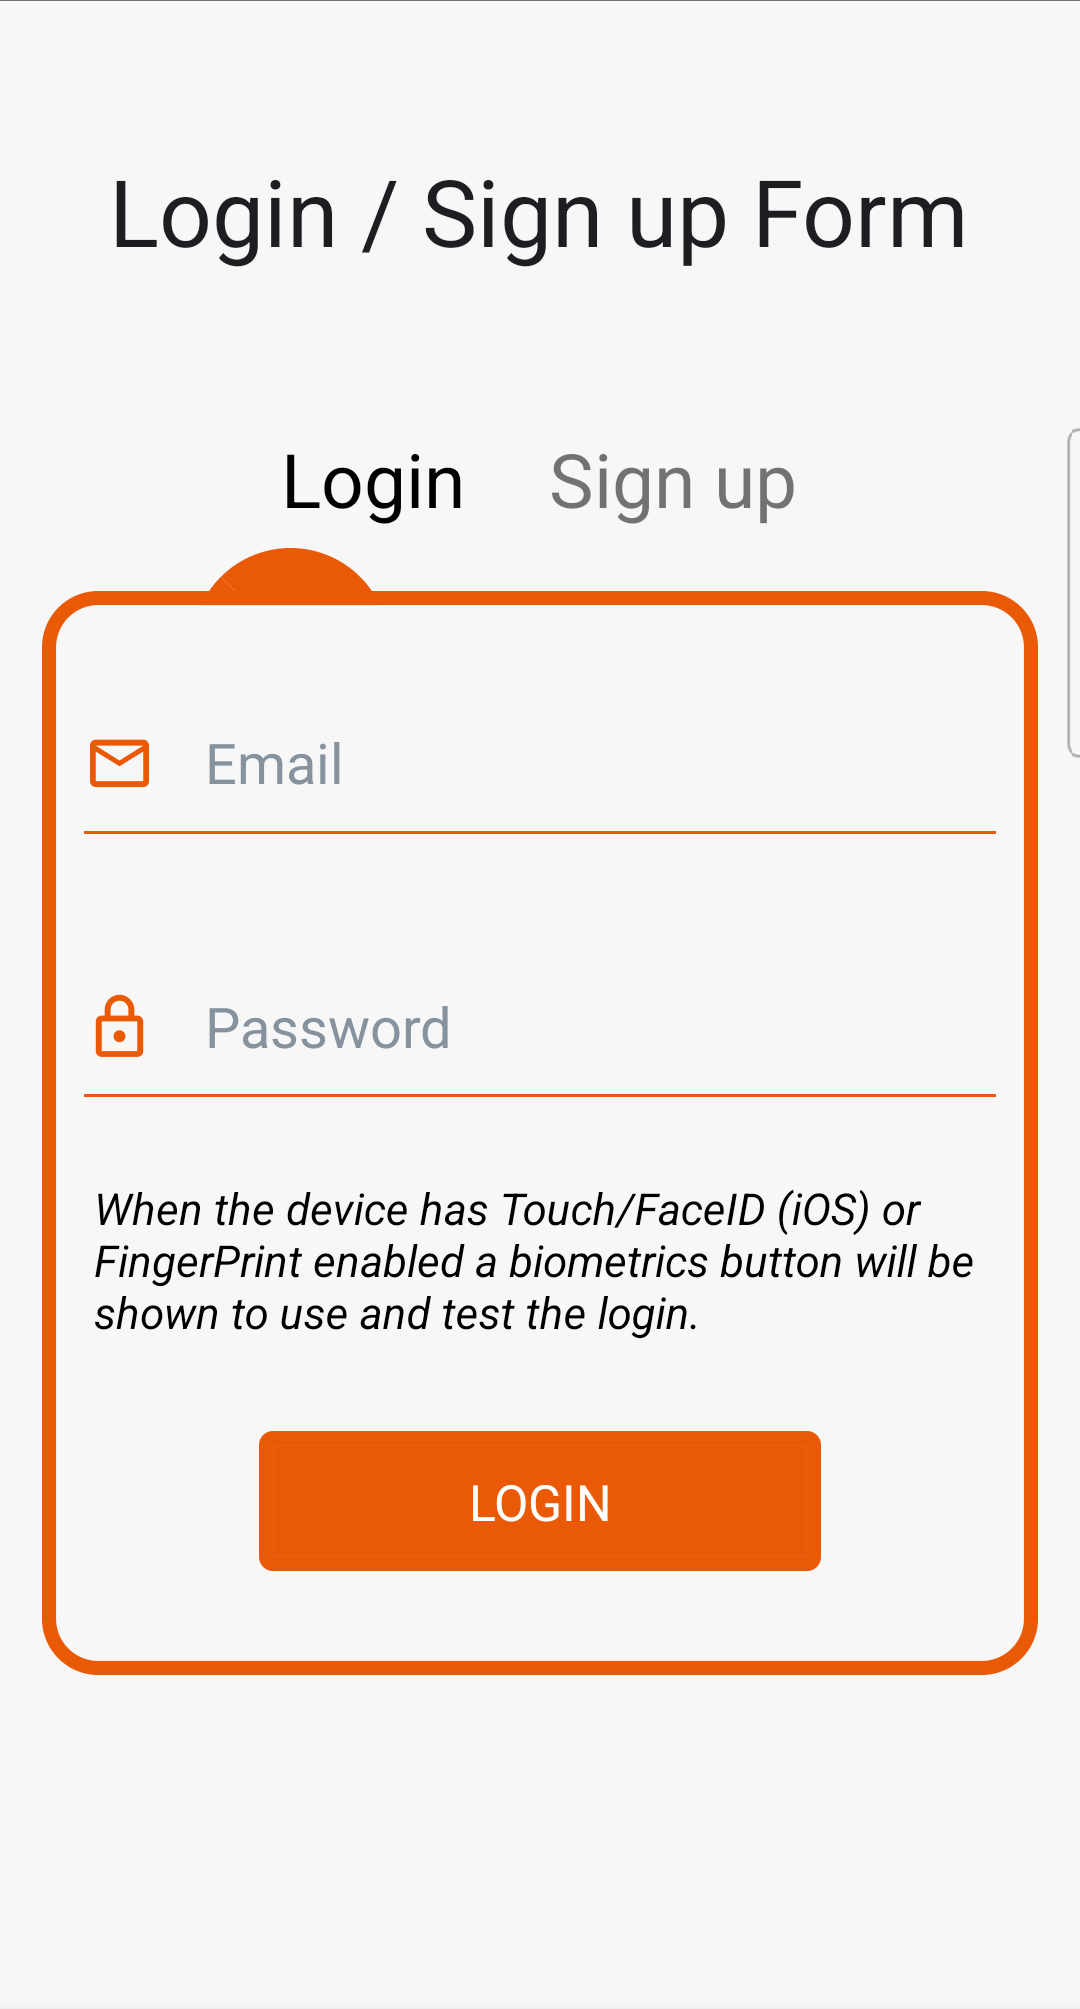 Login / Sign up Form
Login Sign up
Email
Password
When the device has Touch/FaceID (iOS) or
FingerPrint enabled a biometrics button will be
shown to use and test the login.
LOGIN